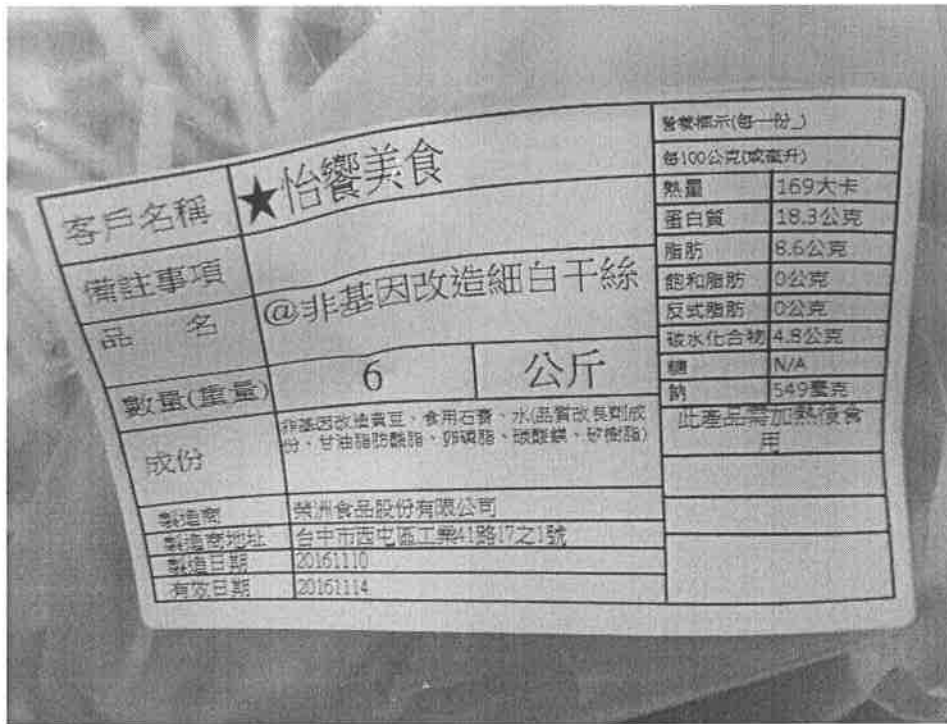 客戶名稱 ★怡饗美食
備註事項
品 名 @非基因改造細白干絲
數量(重量) 6 公斤
成份 非基因改造黃豆、食用石膏、水(品質改良劑成
份、甘油脂肪酸脂、卵磷脂、碳酸鎂、矽樹脂)
製造商 榮洲食品股份有限公司
製造商地址 台中市西屯區工業41路17之1號
製造日期 20161110
有效日期 20161114
營養標示(每一份_)
每100公克(或毫升)
熱量 169大卡
蛋白質 18.3公克
脂肪 8.6公克
飽和脂肪 0公克
反式脂肪 0公克
碳水化合物 4.8公克
糖 N/A
鈉 549毫克
此產品需加熱後食
用